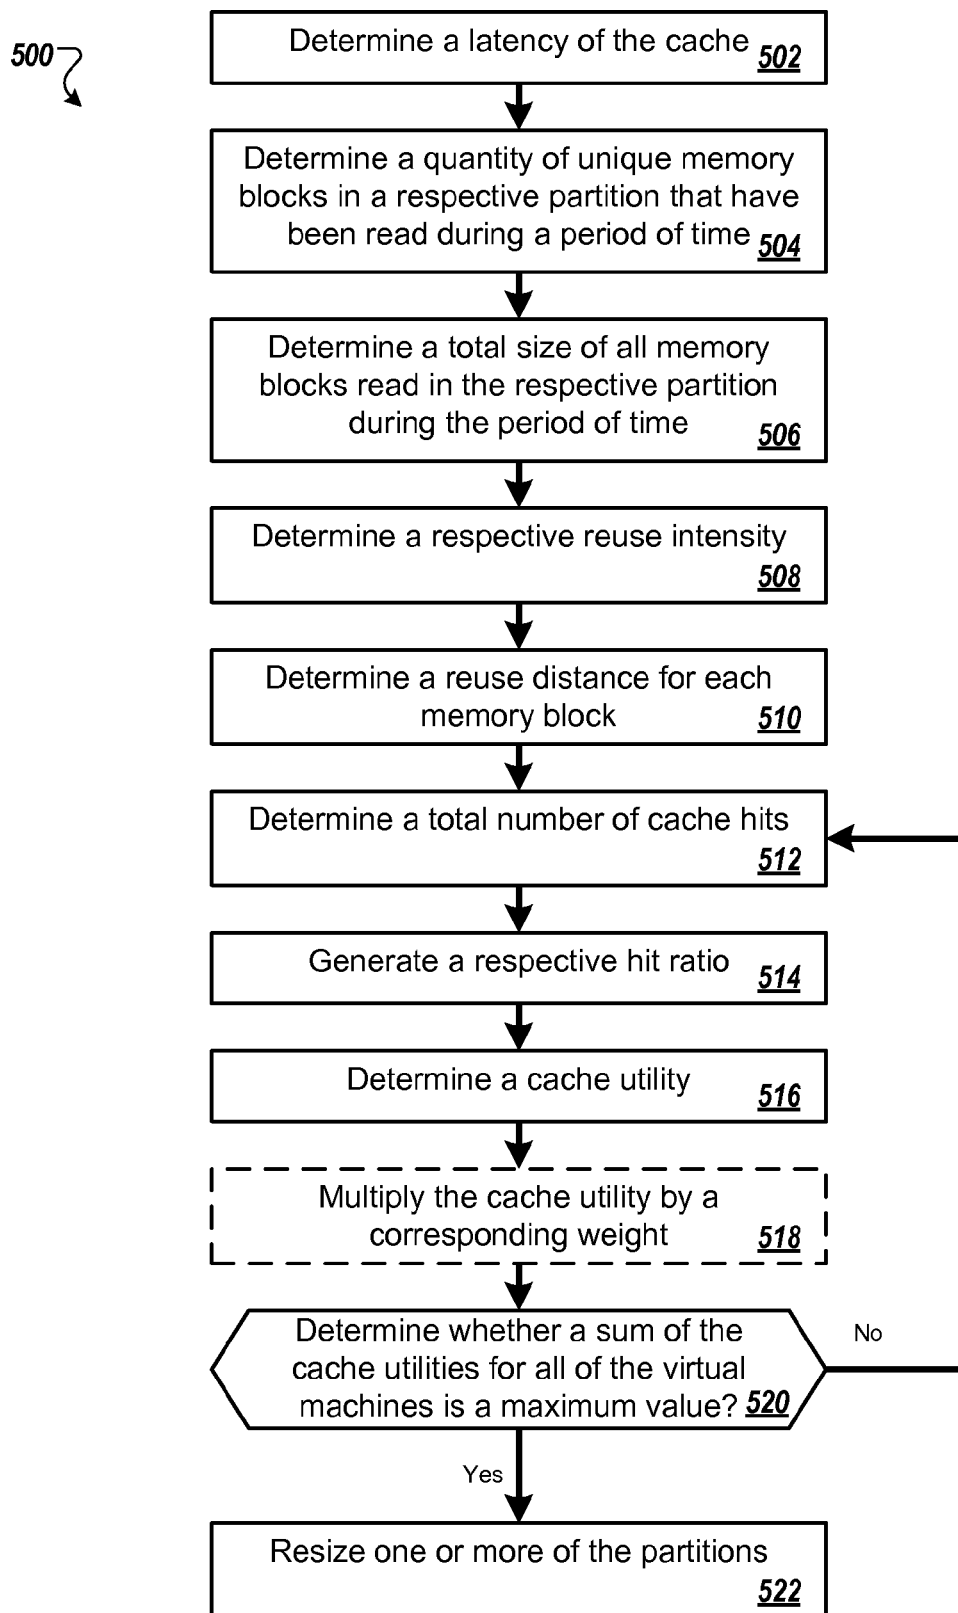 500
Determine a latency of the cache 502
Determine a quantity of unique memory
blocks in a respective partition that have
been read during a period of time 504
Determine a total size of all memory
blocks read in the respective partition
during the period of time
506
Determine a respective reuse intensity
508
Determine a reuse distance for each
memory block 510
Determine a total number of cache hits
512
Generate a respective hit ratio 514
Determine a cache utility 516
Multiply the cache utility by a
corresponding weight 518
Determine whether a sum of the
cache utilities for all of the virtual
machines is a maximum value? 520
No
Yes
Resize one or more of the partitions
522